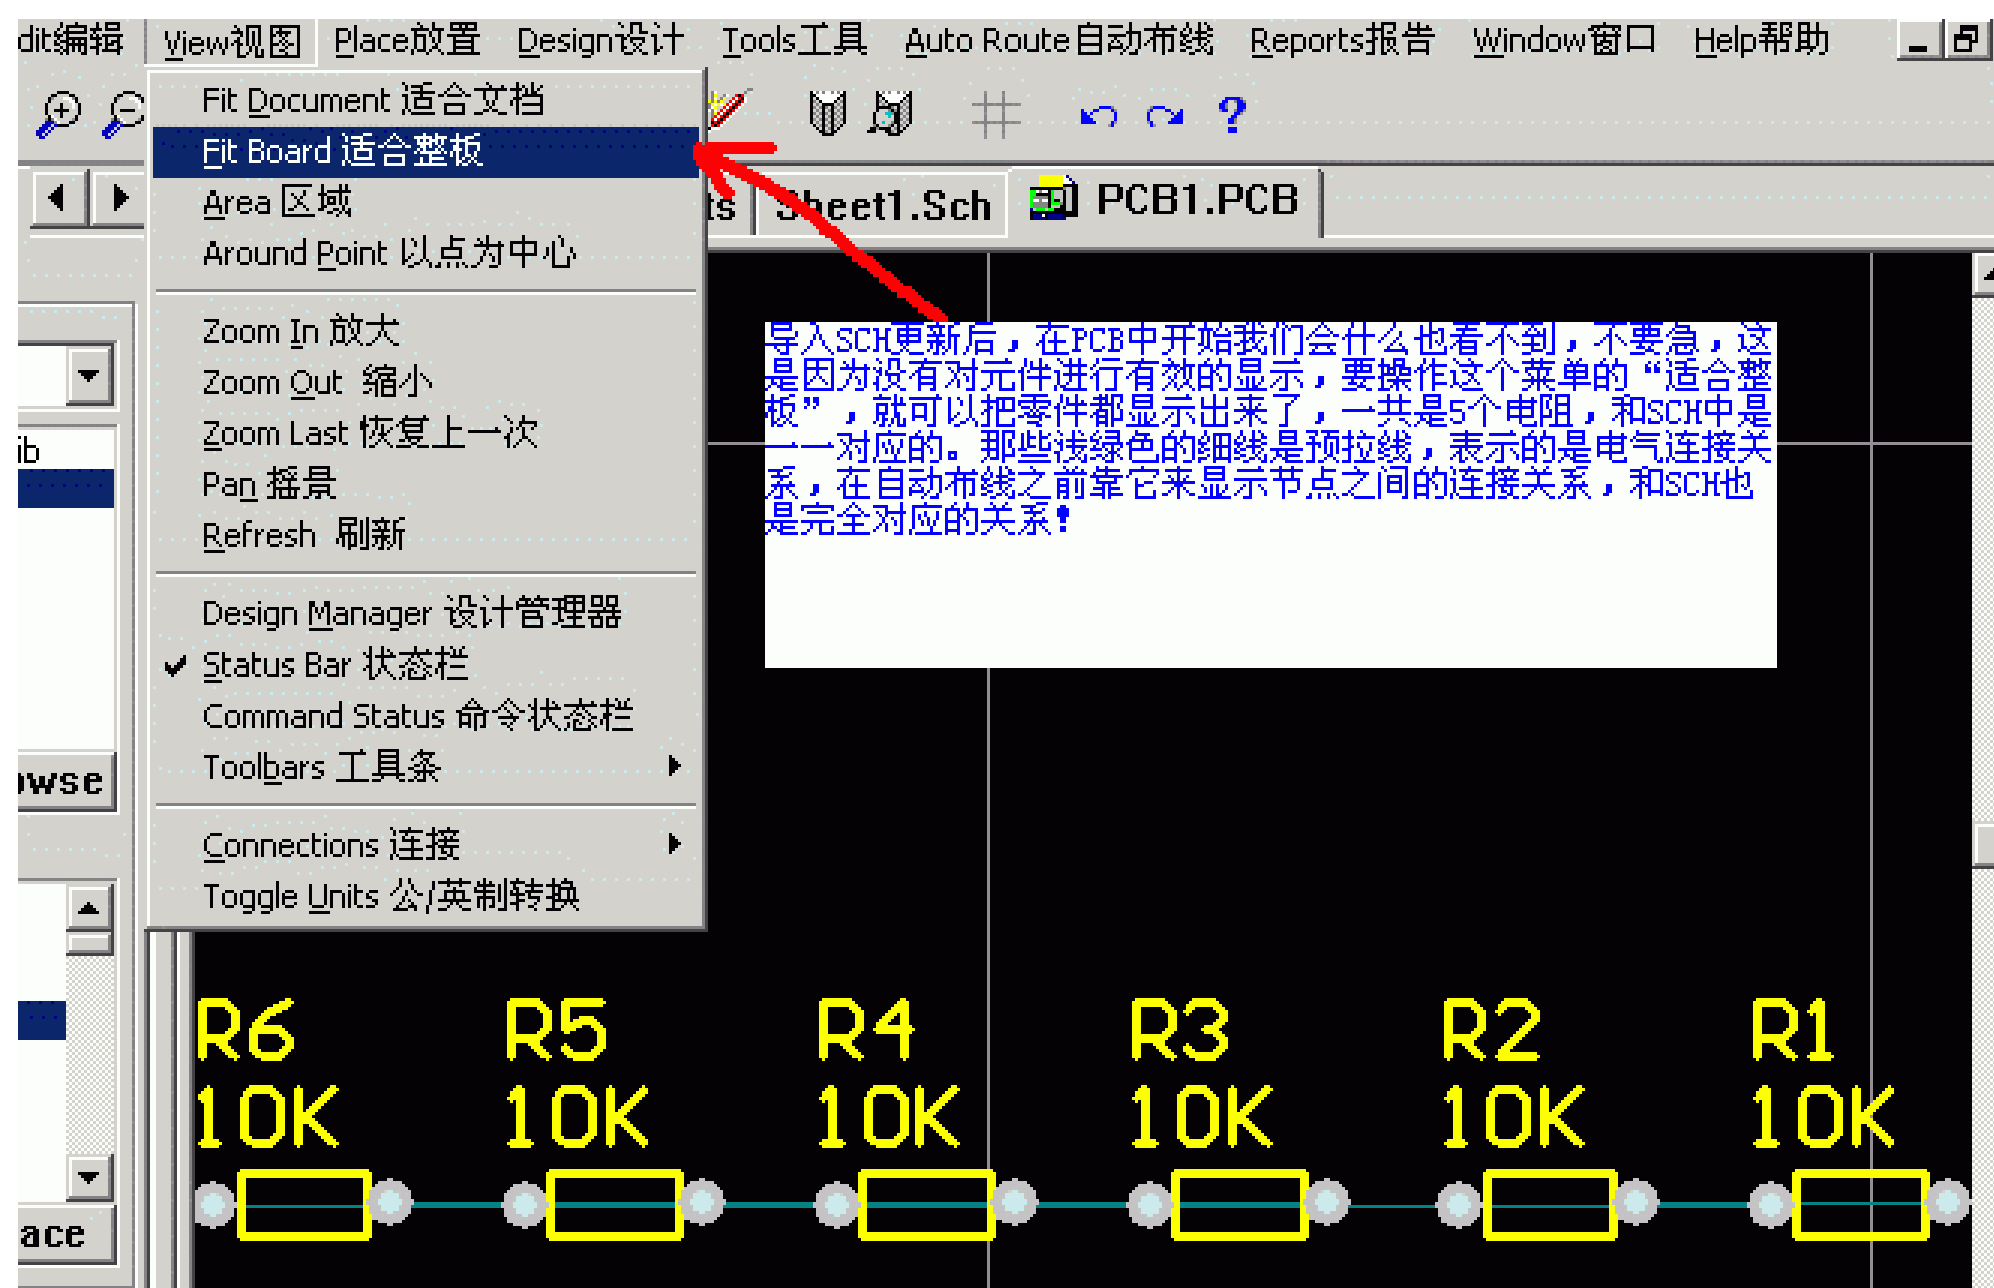 dit编辑 View视图 Place放置 Design设计 Tools工具 Auto Route自动布线 Reports报告 Window窗口 Help帮助
Fit Document 适合文档
Fit Board 适合整板
Area 区域
Around Point 以点为中心
Zoom In 放大
Zoom Out 缩小
Zoom Last 恢复上一次
Pan 摇景
Refresh 刷新
Design Manager 设计管理器
Status Bar 状态栏
Command Status 命令状态栏
Toolbars 工具条
Connections 连接
Toggle Units 公/英制转换
ts Sheet1.Sch PCB1.PCB
导入SCH更新后，在PCB中开始我们会什么也看不到，不要急，这
是因为没有对元件进行有效的显示，要操作这个菜单的“适合整
板”，就可以把零件都显示出来了，一共是5个电阻，和SCH中是
一一对应的。那些浅绿色的细线是预拉线，表示的是电气连接关
系，在自动布线之前靠它来显示节点之间的连接关系，和SCH也
是完全对应的关系！
ib
owse
ace
R6 R5 R4 R3 R2 R1
10K 10K 10K 10K 10K 10K